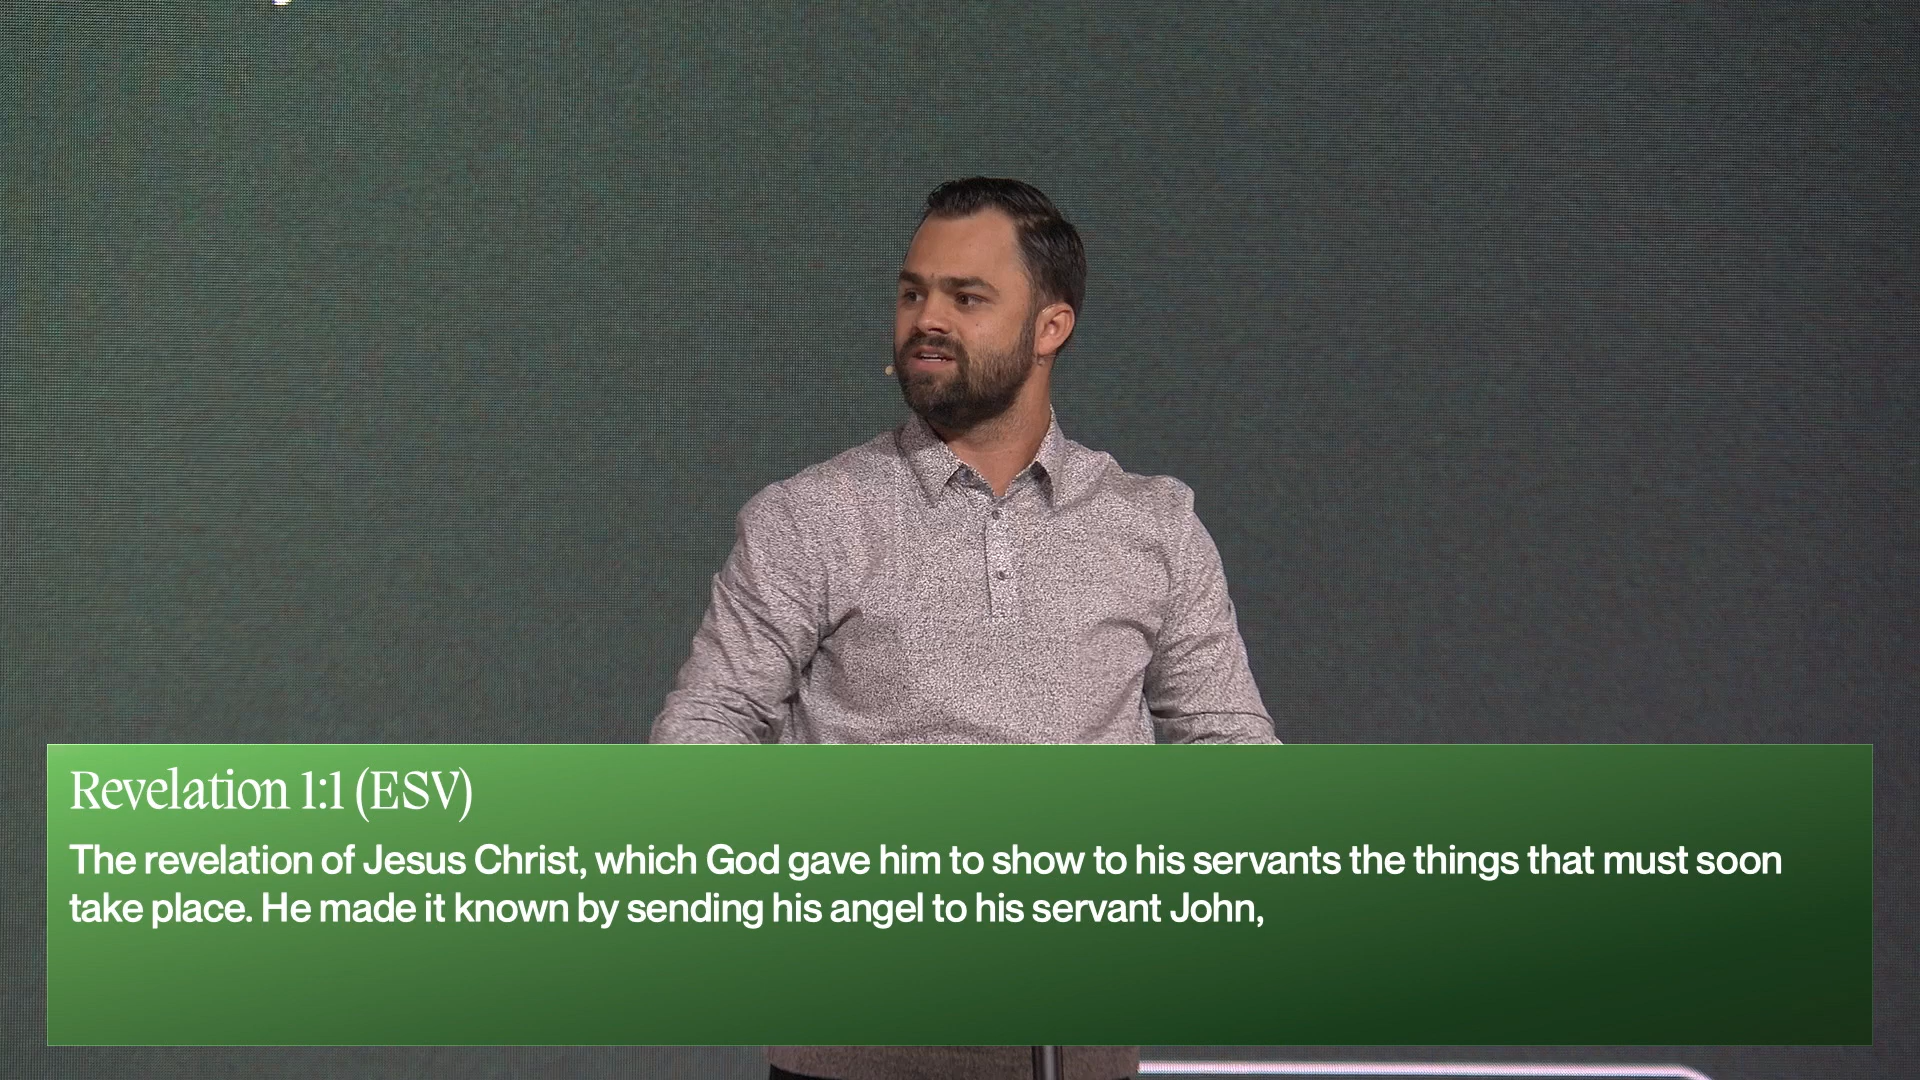 Revelation 1:1 (ESV)
The revelation of Jesus Christ, which God gave him to show to his servants the things that must soon
take place. He made it known by sending his angel to his servant John,